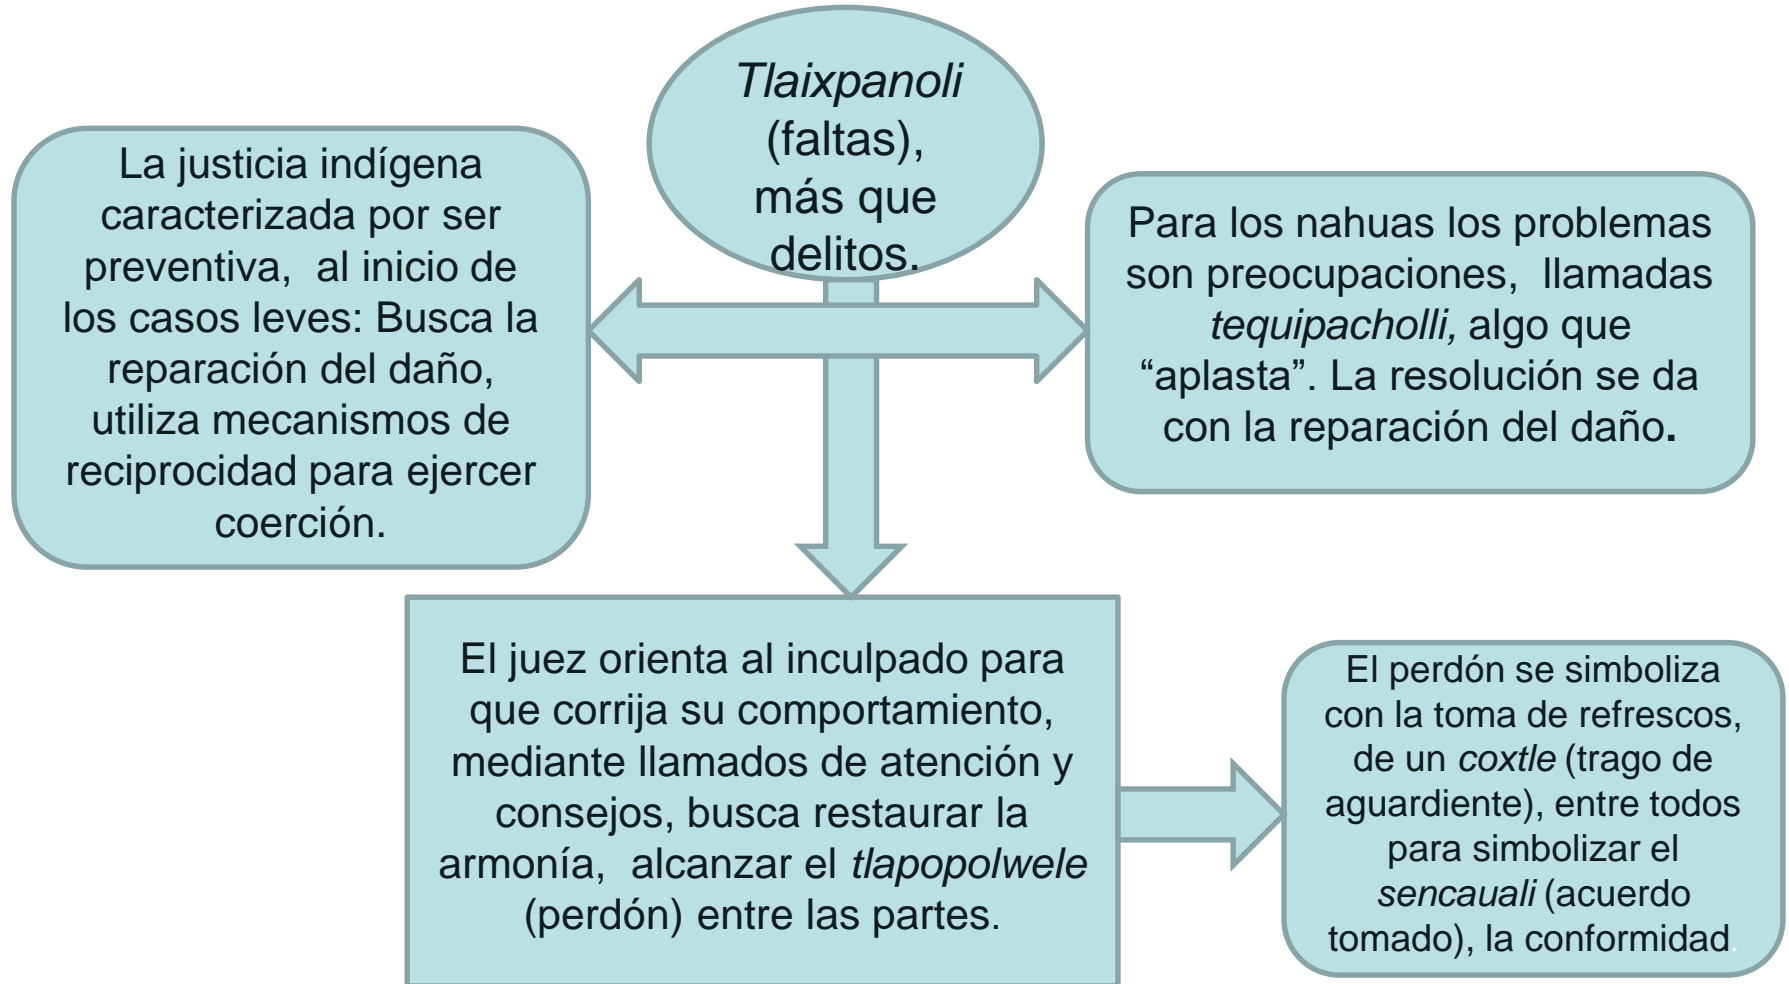 Tlaixpanoli
(faltas),
más que
delitos.
La justicia indígena
caracterizada por ser
preventiva, al inicio de
los casos leves: Busca la
reparación del daño,
utiliza mecanismos de
reciprocidad para ejercer
coerción.
Para los nahuas los problemas
son preocupaciones, llamadas
tequipacholli, algo que
“aplasta”. La resolución se da
con la reparación del daño.
El juez orienta al inculpado para
que corrija su comportamiento,
mediante llamados de atención y
consejos, busca restaurar la
armonía, alcanzar el tlapopolwele
(perdón) entre las partes.
El perdón se simboliza
con la toma de refrescos,
de un coxtle (trago de
aguardiente), entre todos
para simbolizar el
sencauali (acuerdo
tomado), la conformidad.